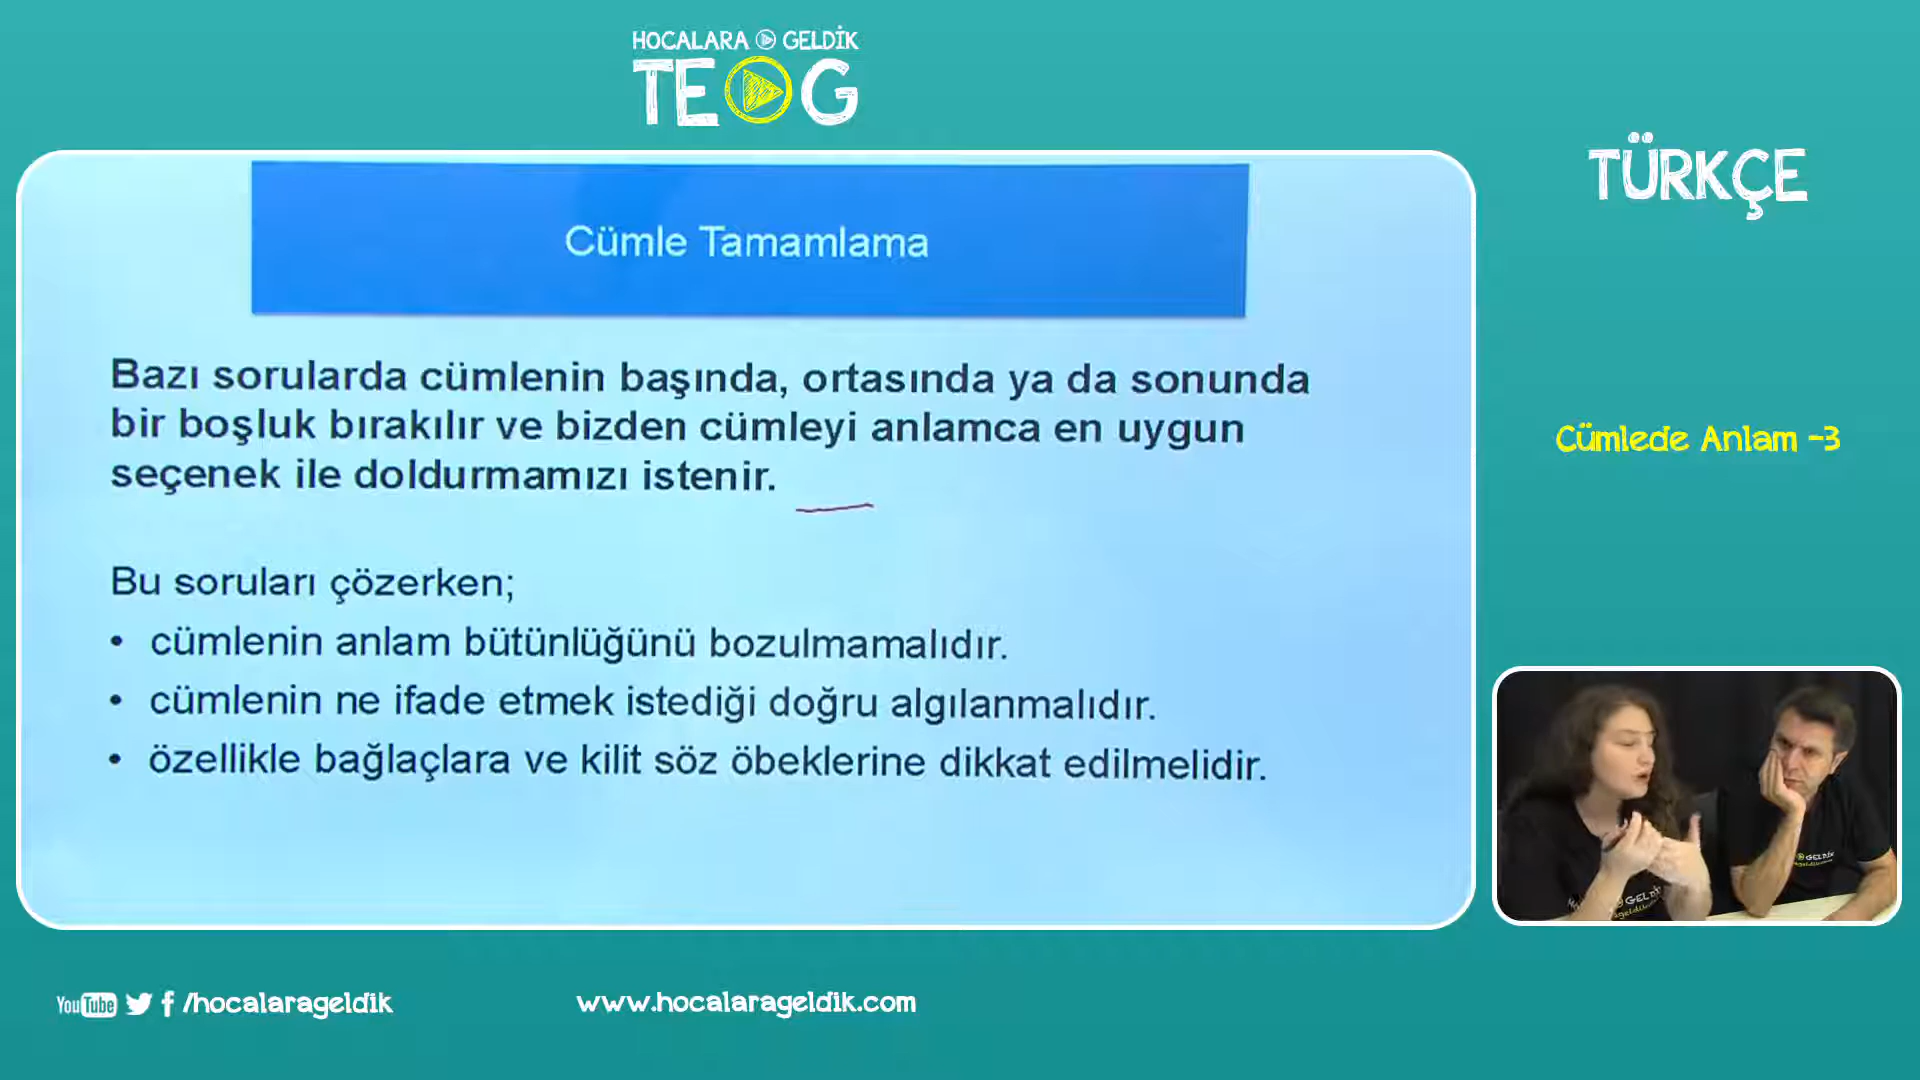 HOCALARA GELDİK
TEOG
TÜRKÇE
Cümle Tamamlama
Bazı sorularda cümlenin başında, ortasında ya da sonunda
bir boşluk bırakılır ve bizden cümleyi anlamca en uygun
seçenek ile doldurmamızı istenir.
Cümlede Anlam -3
Bu soruları çözerken;
• cümlenin anlam bütünlüğünü bozulmamalıdır.
• cümlenin ne ifade etmek istediği doğru algılanmalıdır.
• özellikle bağlaçlara ve kilit söz öbeklerine dikkat edilmelidir.
GELDİK
YouTube /hocalarageldik
www.hocalarageldik.com